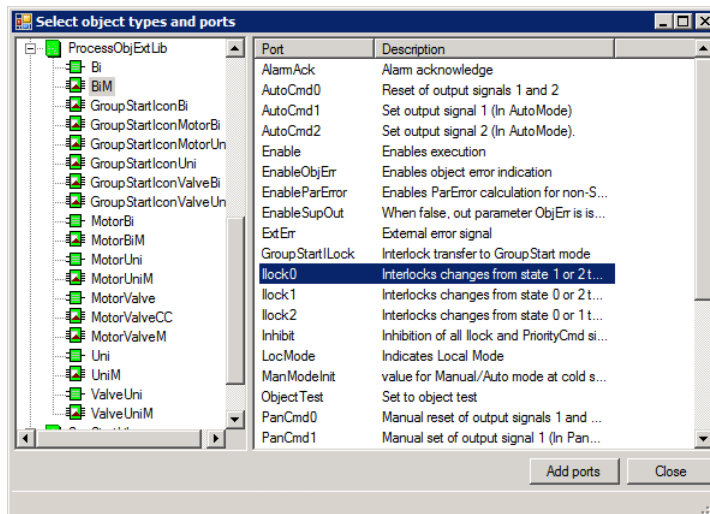 Select object types and ports
ProcessObjExtLib
Bi
BiM
GroupStartIconBi
GroupStartIconMotorBi
GroupStartIconMotorUn
GroupStartIconUni
GroupStartIconValveBi
GroupStartIconValveUn
MotorBi
MotorBiM
MotorUni
MotorUniM
MotorValve
MotorValveCC
MotorValveM
Uni
UniM
ValveUni
ValveUniM
Port Description
AlarmAck Alarm acknowledge
AutoCmd0 Reset of output signals 1 and 2
AutoCmd1 Set output signal 1 (In AutoMode)
AutoCmd2 Set output signal 2 (In AutoMode).
Enable Enables execution
EnableObjErr Enables object error indication
EnableParError Enables ParError calculation for non-S...
EnableSupOut When false, out parameter ObjErr is is...
ExtErr External error signal
GroupStartILock Interlock transfer to GroupStart mode
Ilock0 Interlocks changes from state 1 or 2 t...
Ilock1 Interlocks changes from state 0 or 2 t...
Ilock2 Interlocks changes from state 0 or 1 t...
Inhibit Inhibition of all Ilock and PriorityCmd si...
LocMode Indicates Local Mode
ManModeInit value for Manual/Auto mode at cold s...
ObjectTest Set to object test
PanCmd0 Manual reset of output signals 1 and ...
PanCmd1 Manual set of output signal 1 (In Pan...
Add ports Close